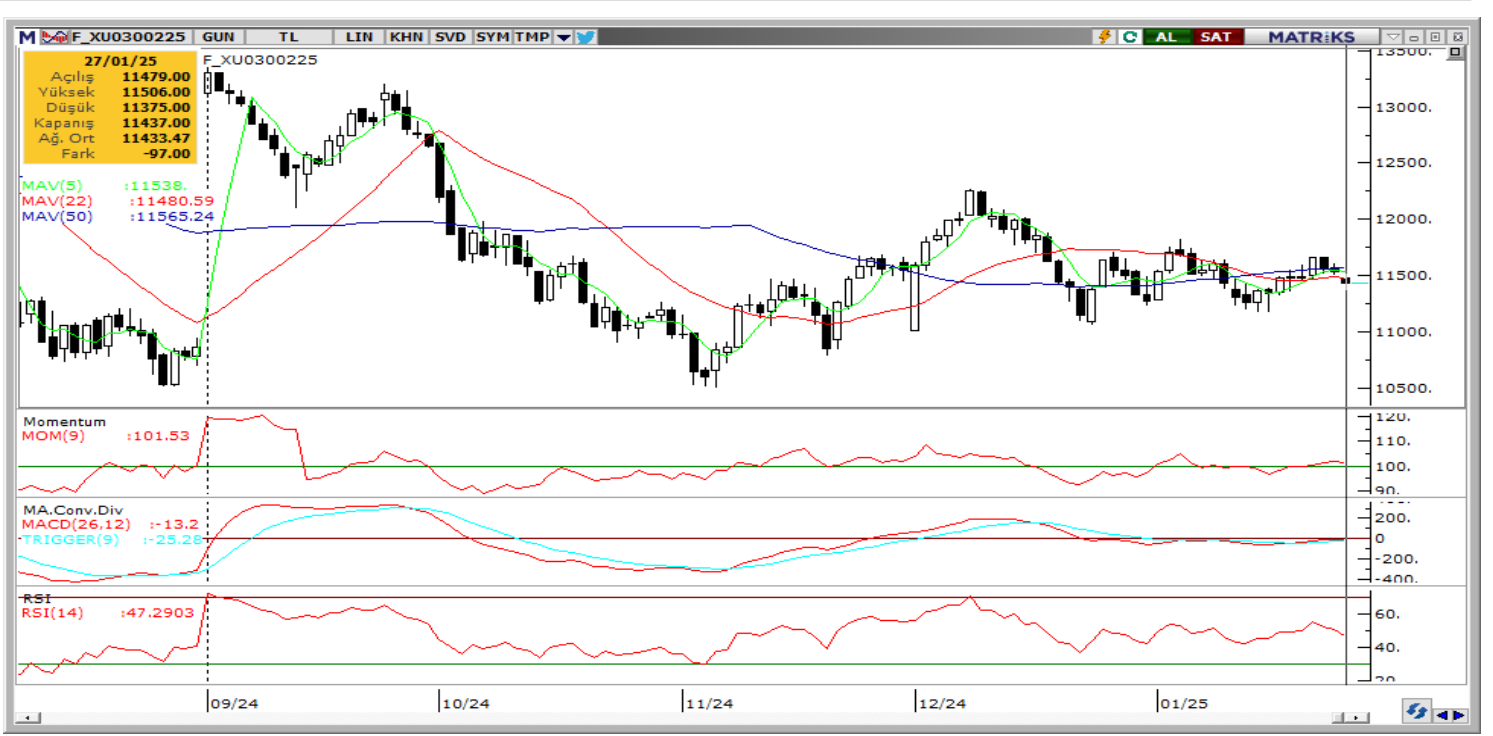 M F_XU0300225 GUN TL LIN KHN SVD SYM TMP C AL SAT MATRİKS
27/01/25
Açılış 11479.00
Yüksek 11506.00
Düşük 11375.00
Kapanış 11437.00
Ağ. Ort 11433.47
Fark -97.00
F_XU0300225
MAV(5) :11538.
MAV(22) :11480.59
MAV(50) :11565.24
13500.
13000.
12500.
12000.
11500.
11000.
10500.
Momentum
MOM(9) :101.53
120.
110.
100.
90.
MA.Conv.Div
MACD(26,12) :-13.2
TRIGGER(9) :-25.28
200.
0
-200.
-400.
RSI
RSI(14) :47.2903
60.
40.
20
09/24 10/24 11/24 12/24 01/25